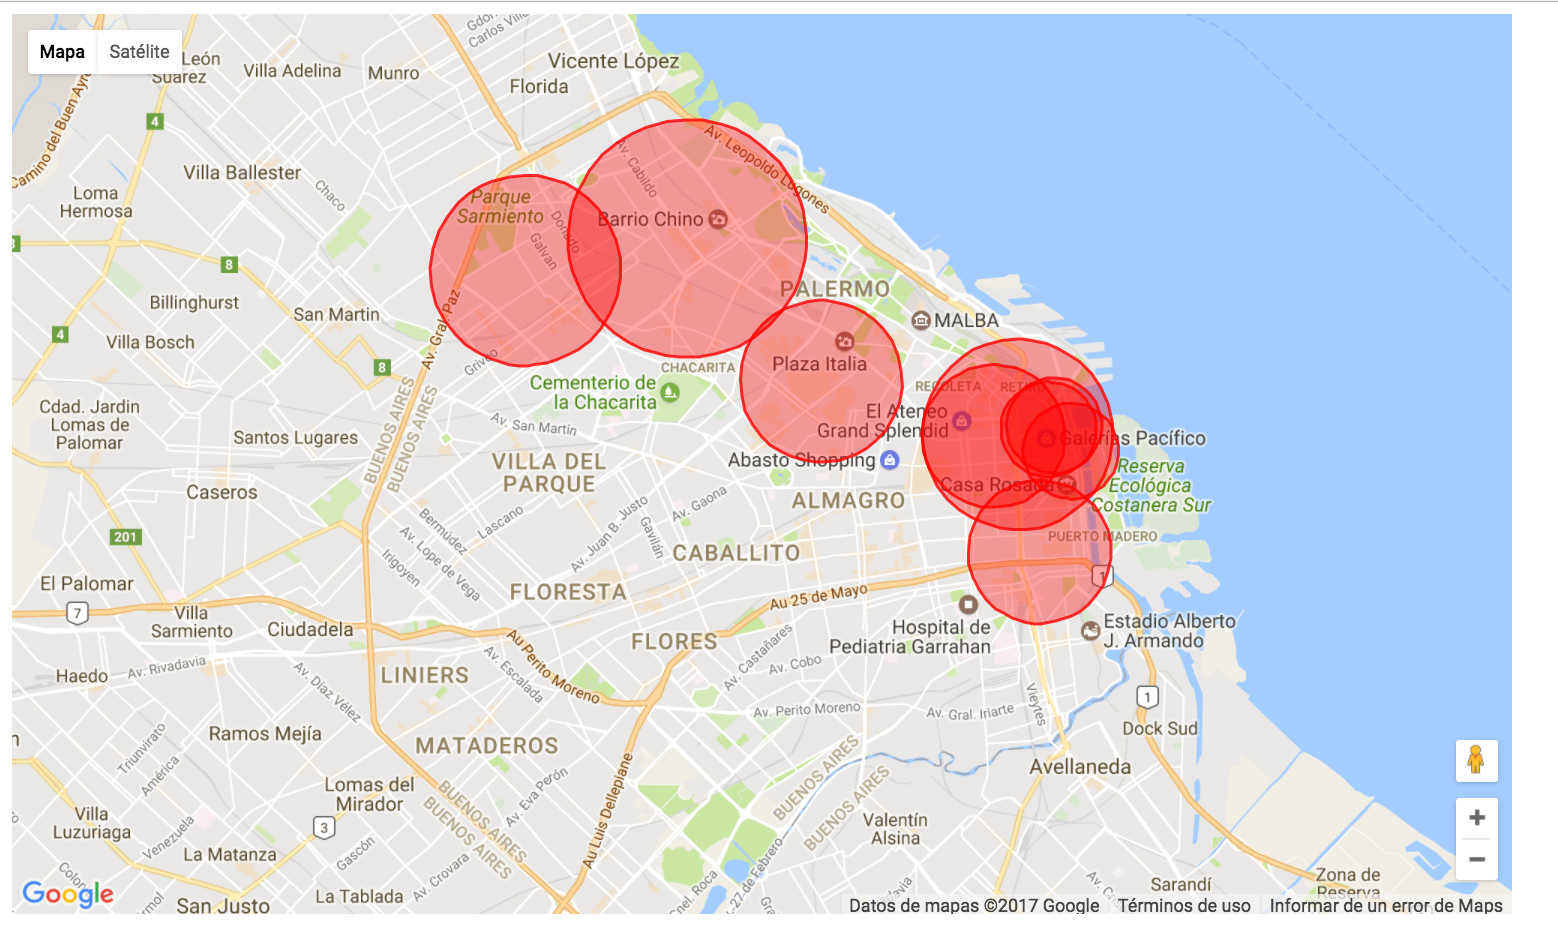 Mapa
Satélite
León
Suárez
Villa Adelina
Munro
Carlos Villa
Vicente López
Florida
4
Camino del Buen Ayre
Av. Leopoldo Lugones
Av. Cabildo
Villa Ballester
Chaco
Loma
Hermosa
Parque
Sarmiento
Donado
Galvan
Barrio Chino
8
Billinghurst
San Martin
PALERMO
MALBA
4
Villa Bosch
Av. Gral. Paz
Griveo
8
CHACARITA
Plaza Italia
Cementerio de
la Chacarita
RECOLETA
RETIRO
El Ateneo
Grand Splendid
Galerías Pacífico
Cdad. Jardin
Lomas de
Palomar
Santos Lugares
BUENOS AIRES
BUENOS AIRES
Av. San Martín
Abasto Shopping
VILLA DEL
PARQUE
Casa Rosada
Reserva
Ecológica
Costanera Sur
Caseros
ALMAGRO
Av. Gaona
Lascano
Bermúdez
Av. Juan B. Justo
Gavilán
Av. Lope de Vega
Irigoyen
201
PUERTO MADERO
CABALLITO
El Palomar
FLORESTA
1
7
Villa
Sarmiento
Ciudadela
Au 25 de Mayo
Hospital de
Pediatria Garrahan
Estadio Alberto
J. Armando
FLORES
Au Perito Moreno
Av. Rivadavia
Haedo
LINIERS
Av. Escalada
Av. Castañares
Av. Cobo
Av. Díaz Vélez
Av. Perito Moreno
Av. Gral. Iriarte
Vieytes
1
Dock Sud
Ramos Mejía
Triunvirato
América
MATADEROS
Avellaneda
Lomas del
Mirador
BUENOS AIRES
BUENOS AIRES
Av. Eva Perón
Au Luis Dellepiane
BUENOS AIRES
BUENOS AIRES
Villa
Luzuriaga
Venezuela
3
Valentín
Alsina
La Matanza
Gascón
Av. Crovara
27 de Febrero
Cnel. Roca
Sarandí
Zona de
Reserva
Google
San Justo
La Tablada
Datos de mapas ©2017 Google
Términos de uso
Informar de un error de Maps